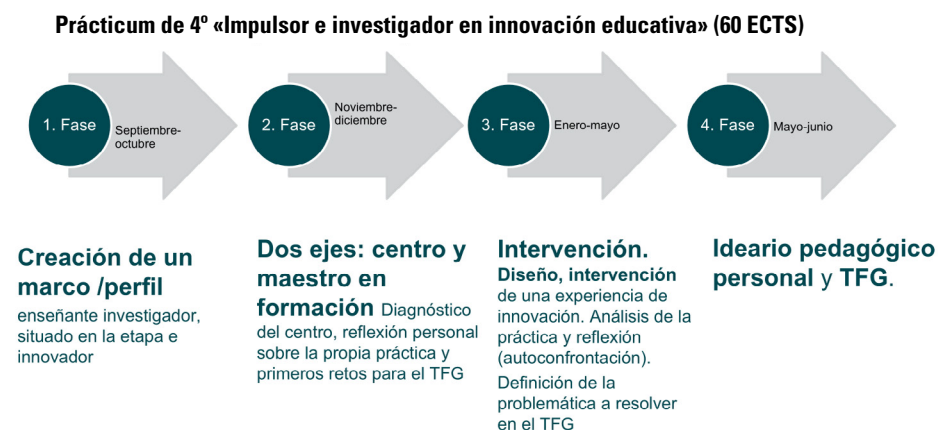 Prácticum de 4º «Impulsor e investigador en innovación educativa» (60 ECTS)
1. Fase
Septiembre-
octubre
2. Fase
Noviembre-
diciembre
3. Fase
Enero-mayo
4. Fase
Mayo-junio
Creación de un
marco /perfil
enseñante investigador,
situado en la etapa e
innovador
Dos ejes: centro y
maestro en
formación Diagnóstico
del centro, reflexión personal
sobre la propia práctica y
primeros retos para el TFG
Intervención.
Diseño, intervención
de una experiencia de
innovación. Análisis de la
práctica y reflexión
(autoconfrontación).
Definición de la
problemática a resolver
en el TFG
Ideario pedagógico
personal y TFG.